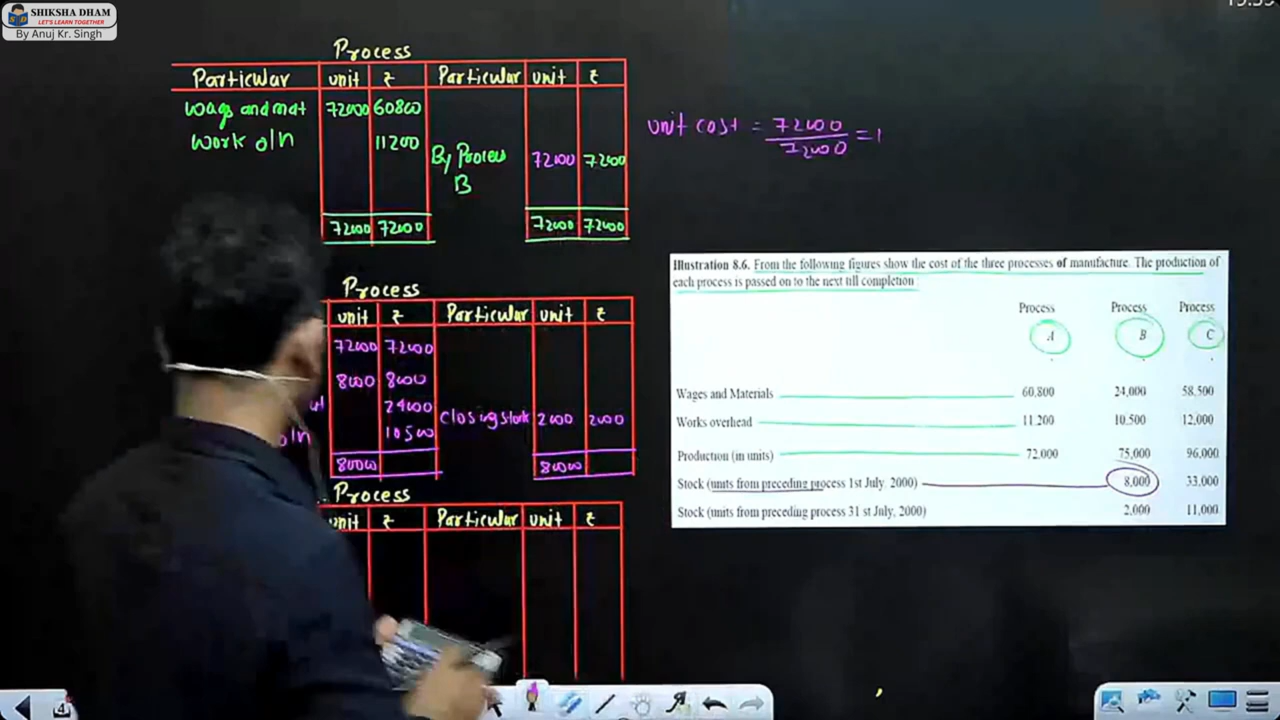 SHIKSHA DHAM
LET'S LEARN TOGETHER
By Anuj Kr. Singh
Process
Particular unit ₹ Particular unit ₹
Wags and mat 72000 60800
Work o/h 11200
By Process B 72000 72000
72000 72000 72000 72000
unit cost = 72000 / 72000 = 1
Process
unit ₹ Particular unit ₹
72000 72000
8000 8000
24000
Closing stock 2000 2000
o/h 10500
80000 80000
Process
unit ₹ Particular unit ₹
Illustration 8.6. From the following figures show the cost of the three processes of manufacture. The production of
each process is passed on to the next till completion
Process Process Process
A B C
Wages and Materials 60,800 24,000 58,500
Works overhead 11,200 10,500 12,000
Production (in units) 72,000 75,000 96,000
Stock (units from preceding process 1st July, 2000) 8,000 33,000
Stock (units from preceding process 31 st July, 2000) 2,000 11,000